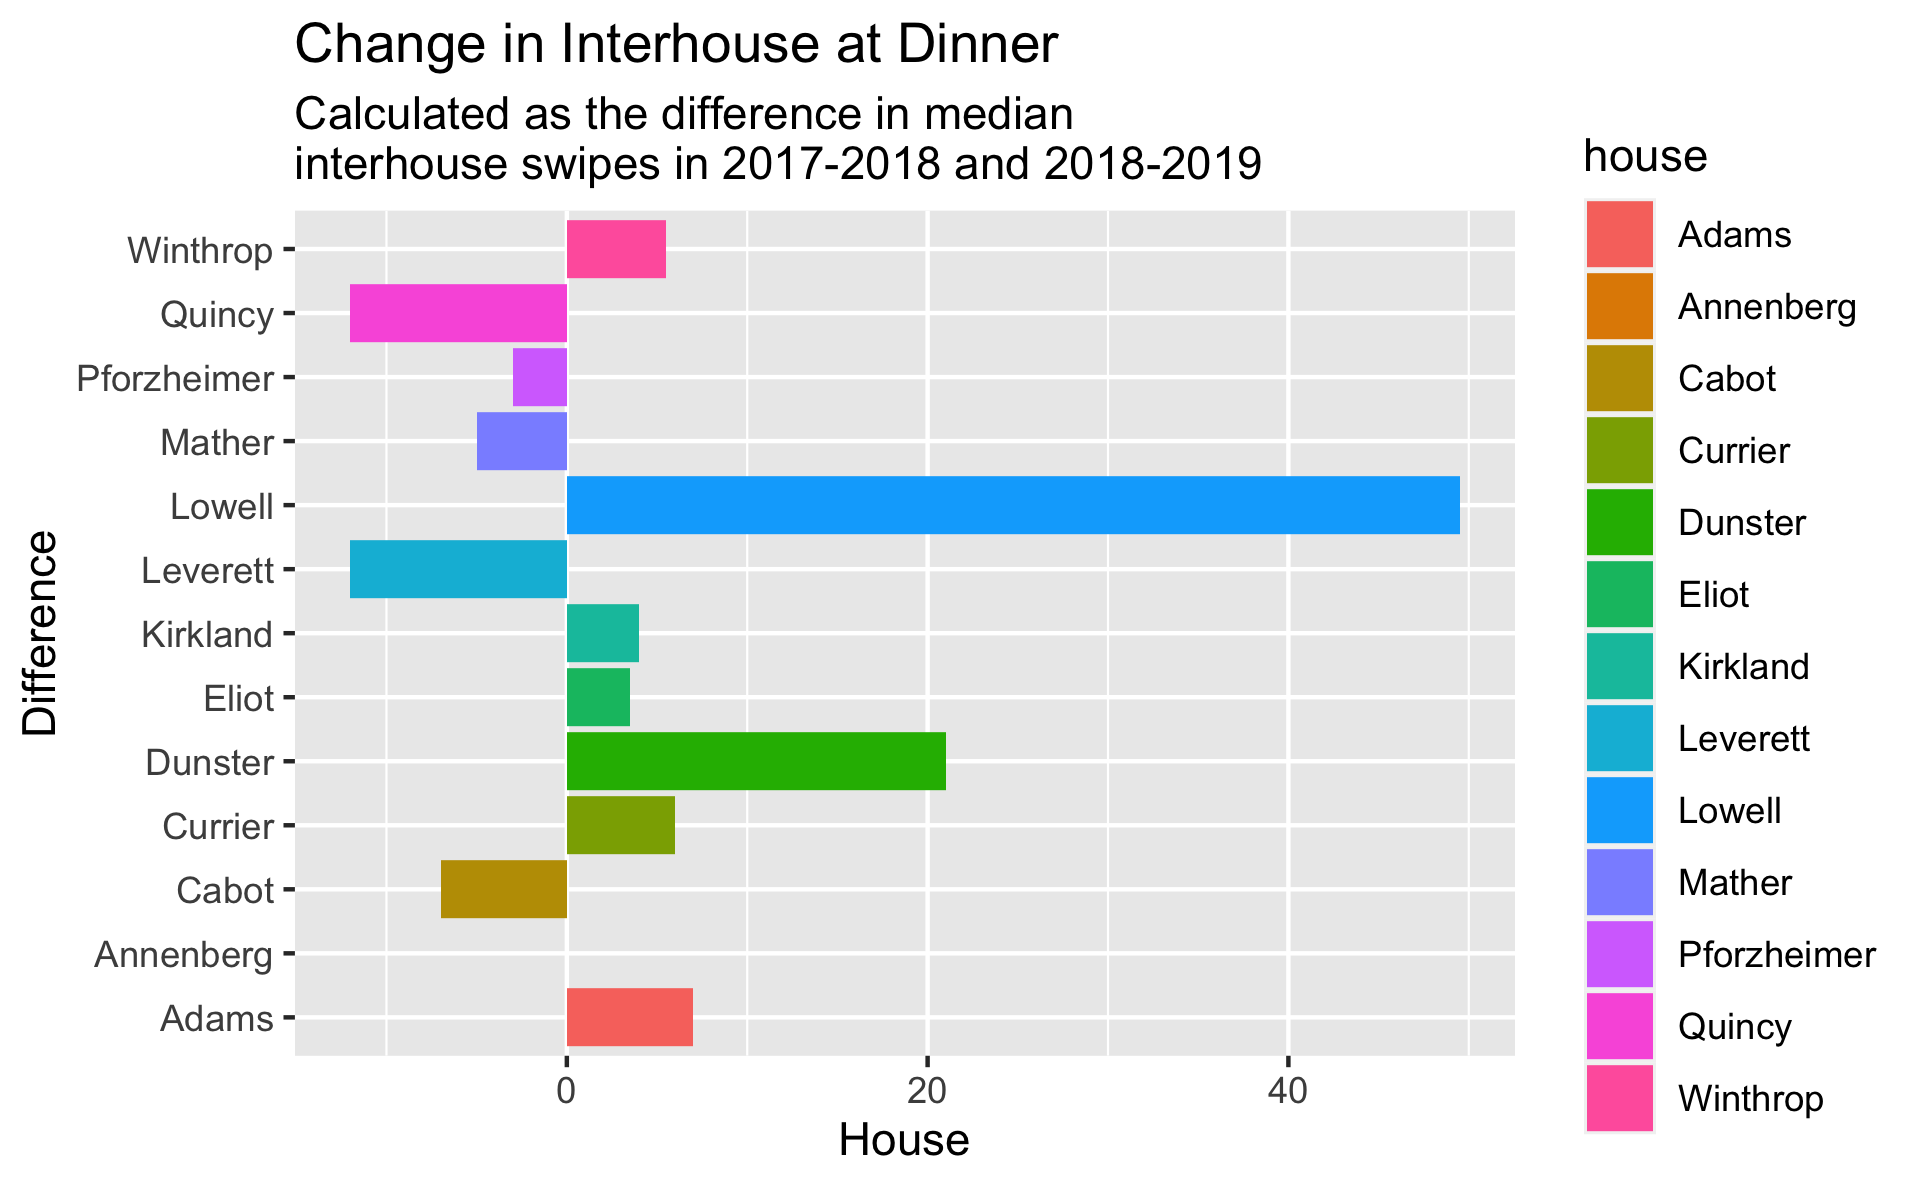 Change in Interhouse at Dinner
Calculated as the difference in median
interhouse swipes in 2017-2018 and 2018-2019
Difference
Winthrop
Quincy
Pforzheimer
Mather
Lowell
Leverett
Kirkland
Eliot
Dunster
Currier
Cabot
Annenberg
Adams
0 20 40
House
house
Adams
Annenberg
Cabot
Currier
Dunster
Eliot
Kirkland
Leverett
Lowell
Mather
Pforzheimer
Quincy
Winthrop